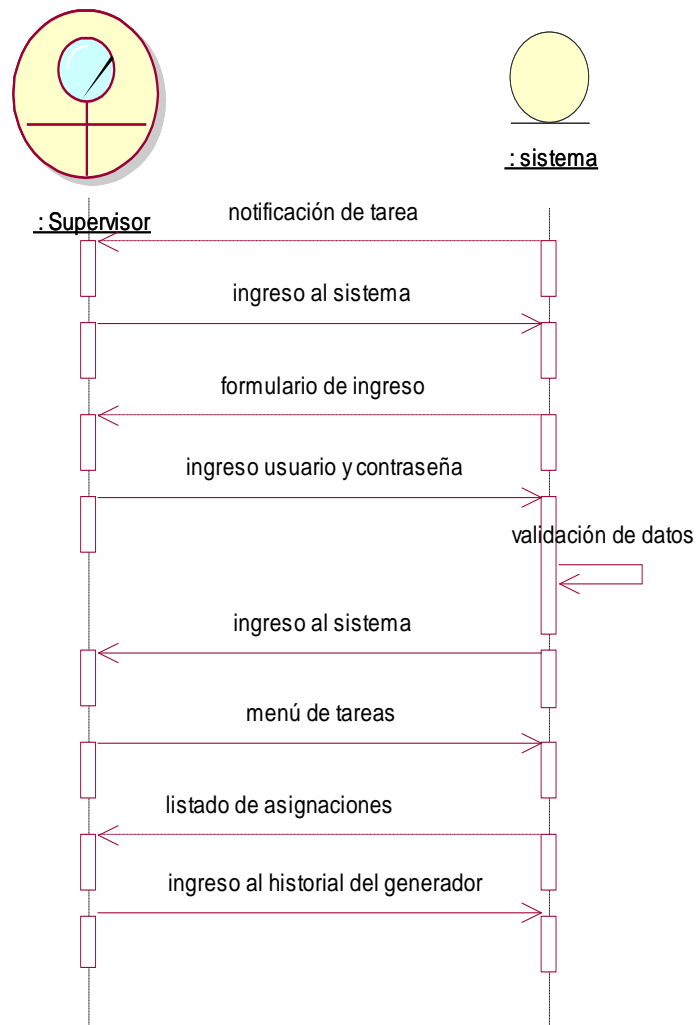 : sistema
: Supervisor
notificación de tarea
ingreso al sistema
formulario de ingreso
ingreso usuario y contraseña
validación de datos
ingreso al sistema
menú de tareas
listado de asignaciones
ingreso al historial del generador